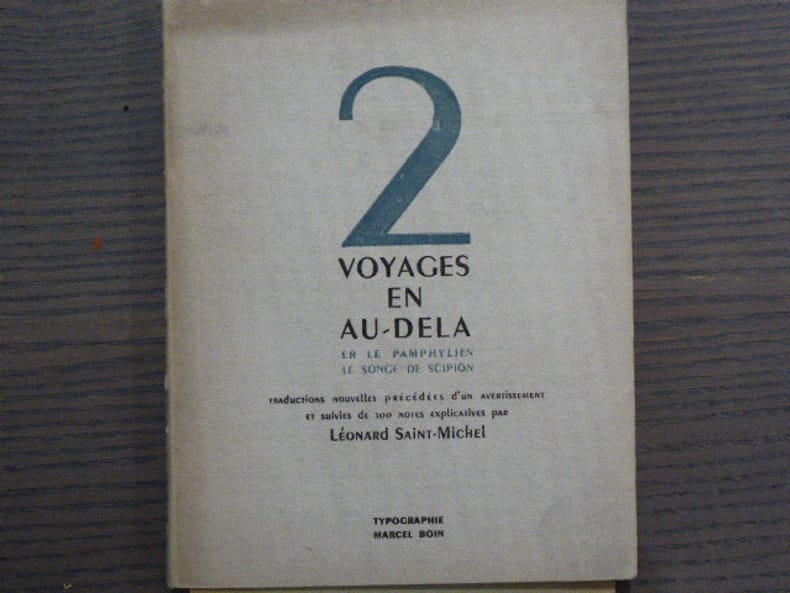 2
VOYAGES
EN
AU-DELA
ER LE PAMPHYLIEN
LE SONGE DE SCIPION
TRADUCTIONS NOUVELLES PRÉCÉDÉES D'UN AVERTISSEMENT
ET SUIVIES DE 100 NOTES EXPLICATIVES PAR
LÉONARD SAINT-MICHEL
TYPOGRAPHIE
MARCEL BOIN